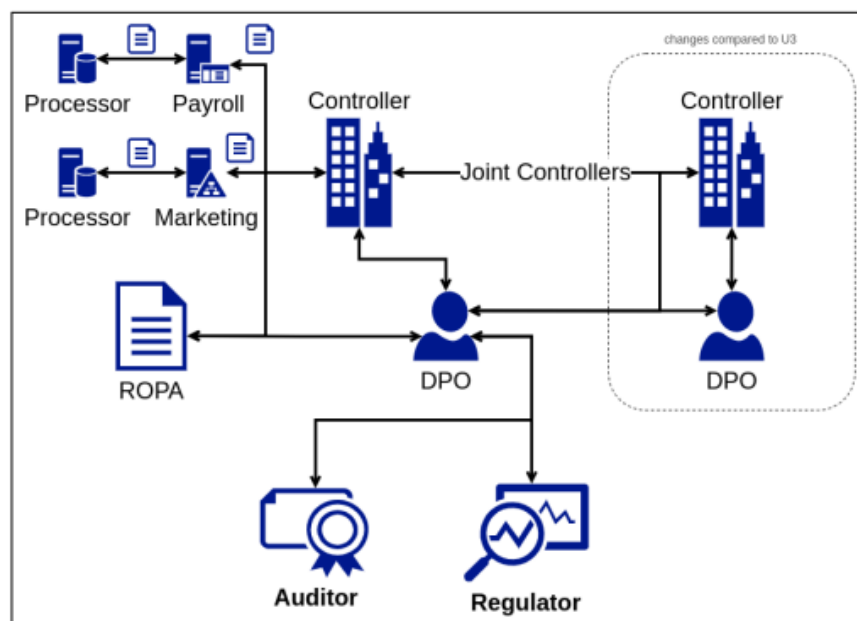 changes compared to U3
Processor
Payroll
Controller
Controller
Processor
Marketing
Joint Controllers
ROPA
DPO
DPO
Auditor
Regulator